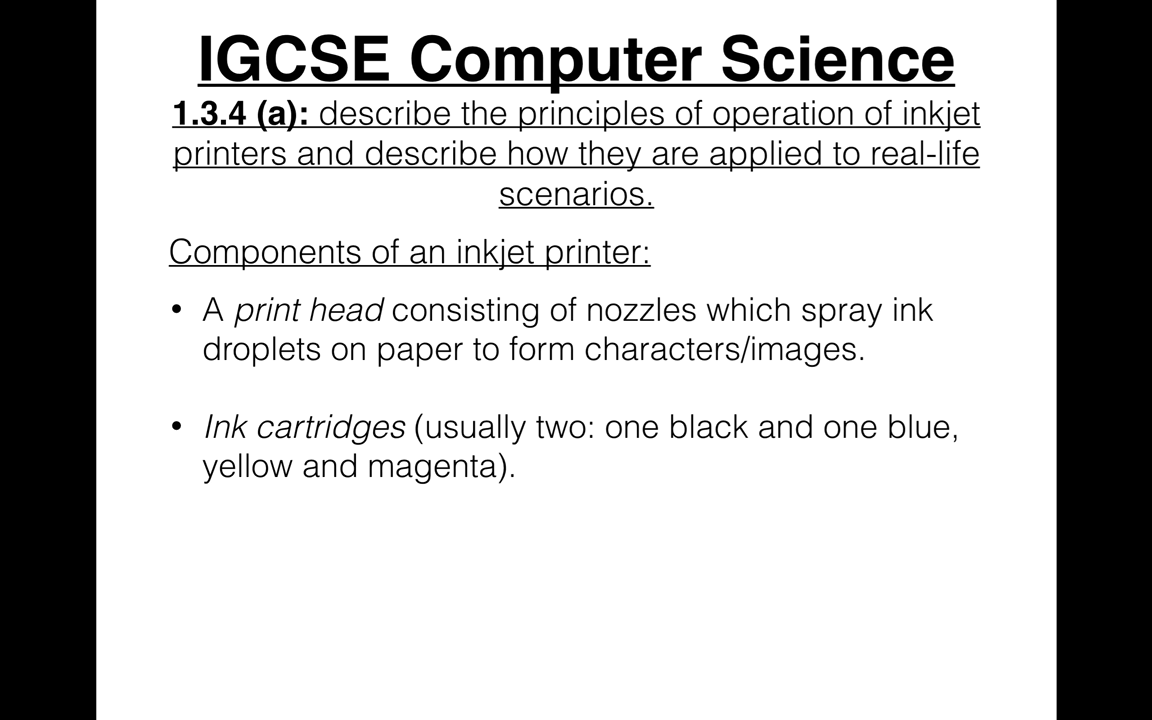 IGCSE Computer Science
1.3.4 (a): describe the principles of operation of inkjet
printers and describe how they are applied to real-life
scenarios.
Components of an inkjet printer:
• A print head consisting of nozzles which spray ink
droplets on paper to form characters/images.
• Ink cartridges (usually two: one black and one blue,
yellow and magenta).